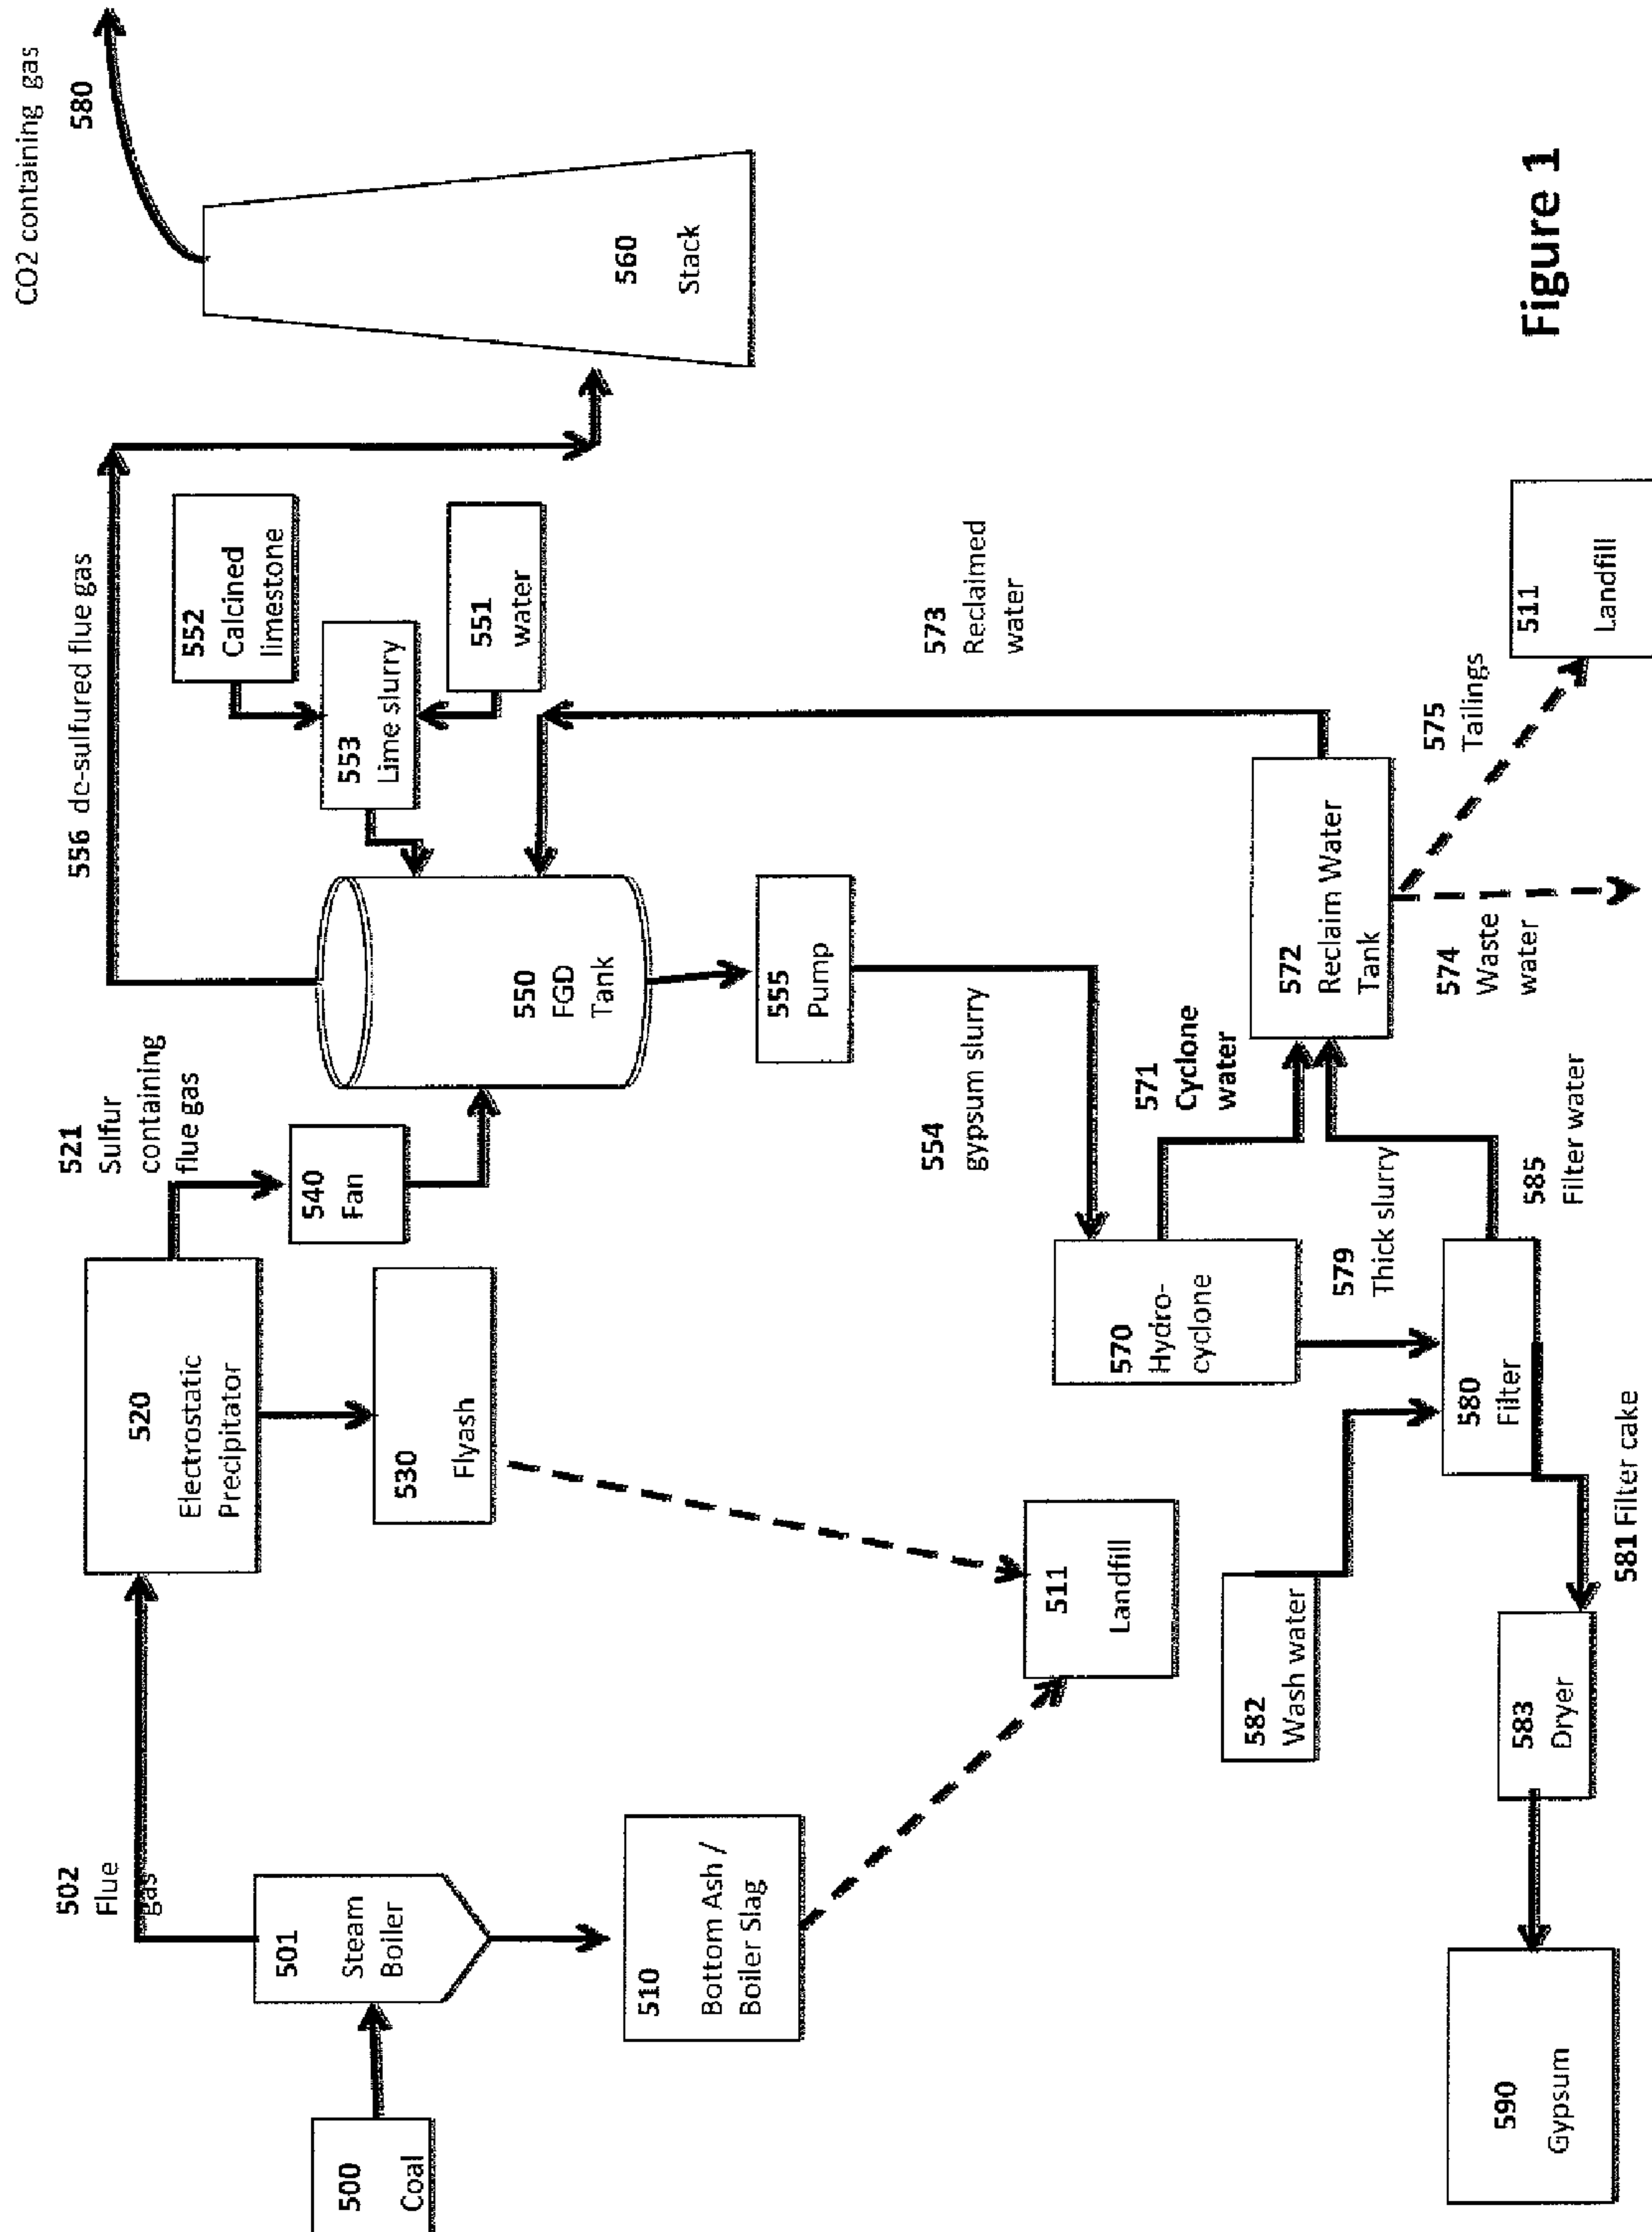 CO2 containing gas
580
556 de-sulfured flue gas
521
Sulfur
containing
flue gas
502
Flue
gas
560
Stack
552
Calcined
limestone
553
Lime slurry
551
water
520
Electrostatic
Precipitator
540
Fan
550
FGD
Tank
501
Steam
Boiler
500
Coal
530
Flyash
510
Bottom Ash /
Boiler Slag
555
Pump
554
gypsum slurry
573
Reclaimed
water
511
Landfill
570
Hydro-
cyclone
571
Cyclone
water
572
Reclaim Water
Tank
582
Wash water
579
Thick slurry
580
Filter
585
Filter water
574
Waste
water
575
Tailings
511
Landfill
581 Filter cake
583
Dryer
590
Gypsum
Figure 1